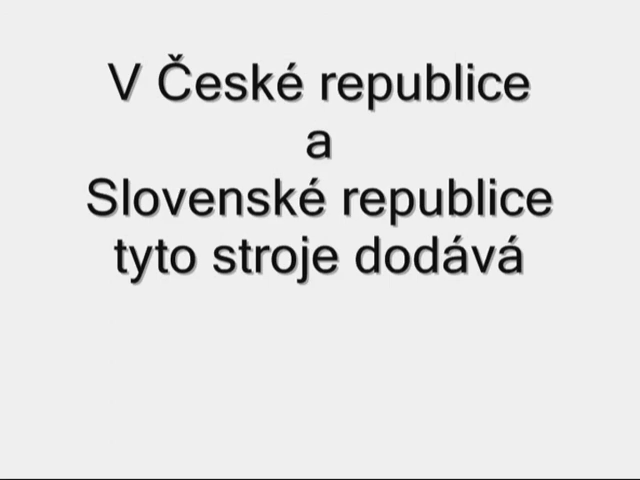 V České republice
a
Slovenské republice
tyto stroje dodává